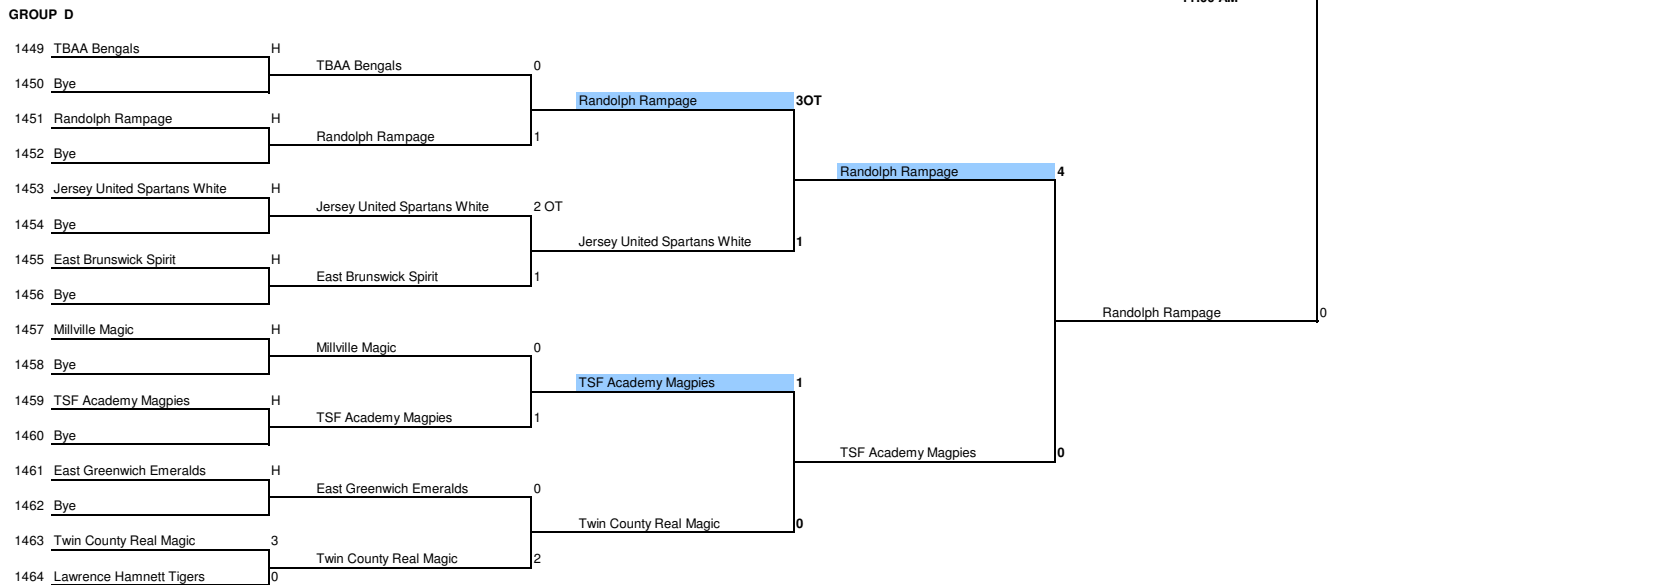 GROUP D
1449 TBAA Bengals H
TBAA Bengals 0
1450 Bye
Randolph Rampage 3OT
1451 Randolph Rampage H
Randolph Rampage 1
1452 Bye
Randolph Rampage 4
1453 Jersey United Spartans White H
Jersey United Spartans White 2 OT
1454 Bye
Jersey United Spartans White 1
1455 East Brunswick Spirit H
East Brunswick Spirit 1
1456 Bye
Randolph Rampage 0
1457 Millville Magic H
Millville Magic 0
1458 Bye
TSF Academy Magpies 1
1459 TSF Academy Magpies H
TSF Academy Magpies 1
1460 Bye
TSF Academy Magpies 0
1461 East Greenwich Emeralds H
East Greenwich Emeralds 0
1462 Bye
Twin County Real Magic 0
1463 Twin County Real Magic 3
Twin County Real Magic 2
1464 Lawrence Hamnett Tigers 0